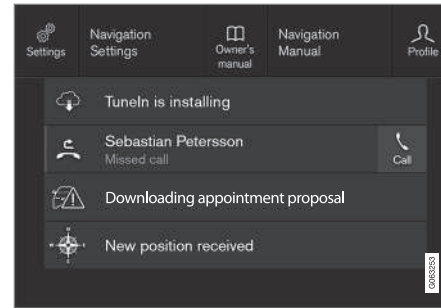 Settings
Navigation
Settings
Owner's
manual
Navigation
Manual
Profile
TuneIn is installing
Sebastian Petersson
Missed call
Call
Downloading appointment proposal
New position received
G063253